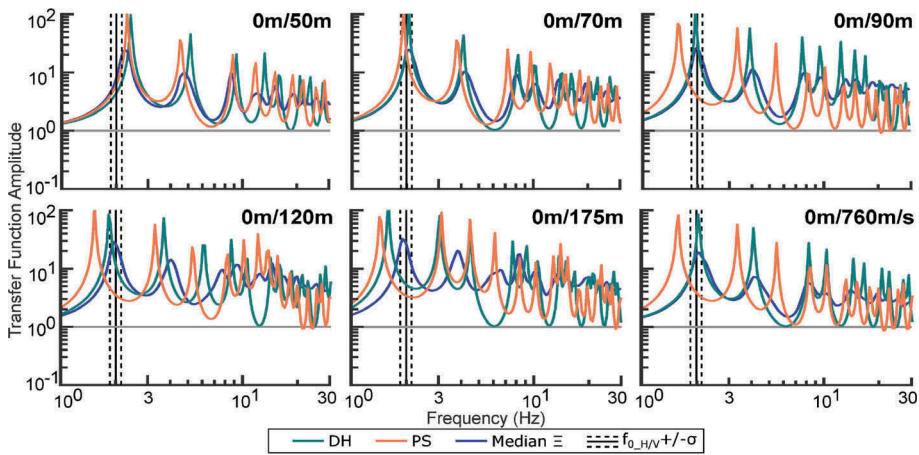 Transfer Function Amplitude
10²
10¹
10⁰
10⁻¹
0m/50m
0m/70m
0m/90m
10²
10¹
10⁰
10⁻¹
0m/120m
0m/175m
0m/760m/s
10⁰ 3 10¹ 30
10⁰ 3 10¹ 30
10⁰ 3 10¹ 30
Frequency (Hz)
DH PS Median Ξ f0_H/V+/-σ